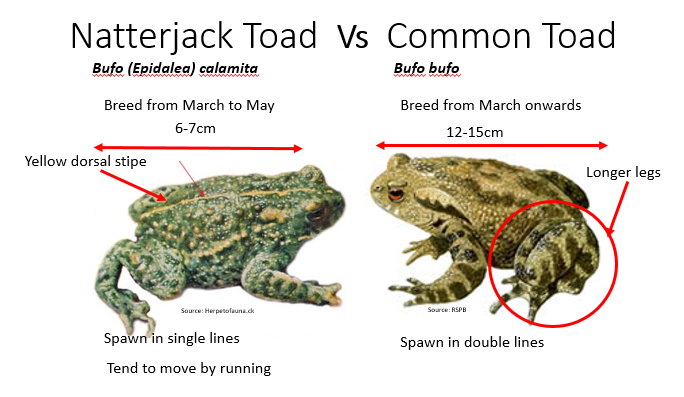 Natterjack Toad Vs Common Toad
Bufo (Epidalea) calamita
Bufo bufo
Breed from March to May
Breed from March onwards
6-7cm
12-15cm
Yellow dorsal stipe
Longer legs
Source: Herpetofauna.ck
Source: RSPB
Spawn in single lines
Spawn in double lines
Tend to move by running